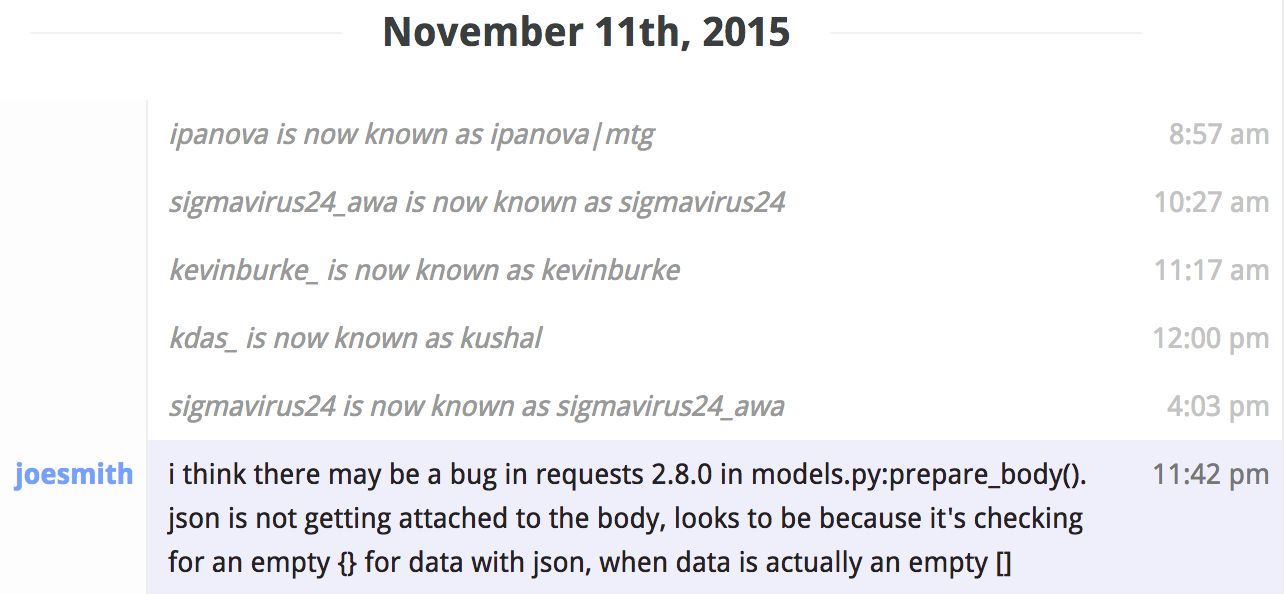 November 11th, 2015
ipanova is now known as ipanova|mtg 8:57 am
sigmavirus24_awa is now known as sigmavirus24 10:27 am
kevinburke_ is now known as kevinburke 11:17 am
kdas_ is now known as kushal 12:00 pm
sigmavirus24 is now known as sigmavirus24_awa 4:03 pm
joesmith i think there may be a bug in requests 2.8.0 in models.py:prepare_body(). 11:42 pm
json is not getting attached to the body, looks to be because it's checking
for an empty {} for data with json, when data is actually an empty []